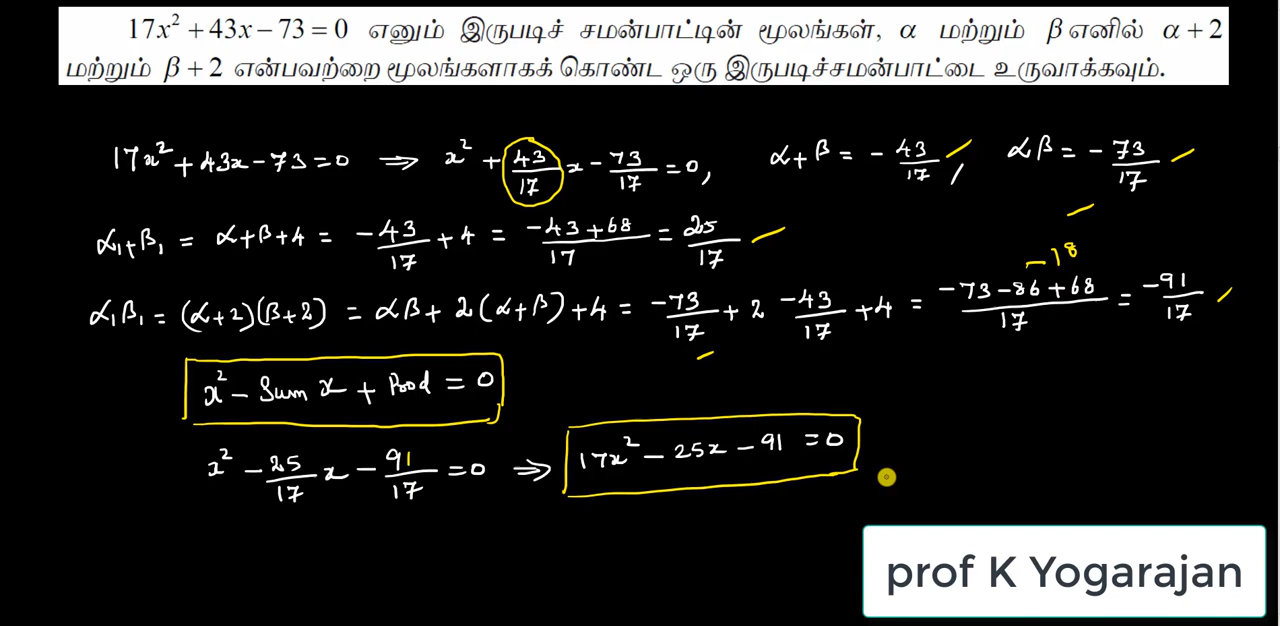 17x² + 43x − 73 = 0 எனும் இருபடிச் சமன்பாட்டின் மூலங்கள், α மற்றும் β எனில் α + 2
மற்றும் β + 2 என்பவற்றை மூலங்களாகக் கொண்ட ஒரு இருபடிச்சமன்பாட்டை உருவாக்கவும்.
17x² + 43x − 73 = 0 ⇒ x² + 43/17 x − 73/17 = 0, α + β = − 43/17, αβ = − 73/17
α₁+β₁ = α+β+4 = −43/17 + 4 = −43+68/17 = 25/17
−18
α₁β₁ = (α+2)(β+2) = αβ + 2(α+β) + 4 = −73/17 + 2 −43/17 + 4 = −73−86+68/17 = −91/17
x² − Sum x + Prod = 0
x² − 25/17 x − 91/17 = 0 ⇒ 17x² − 25x − 91 = 0
prof K Yogarajan